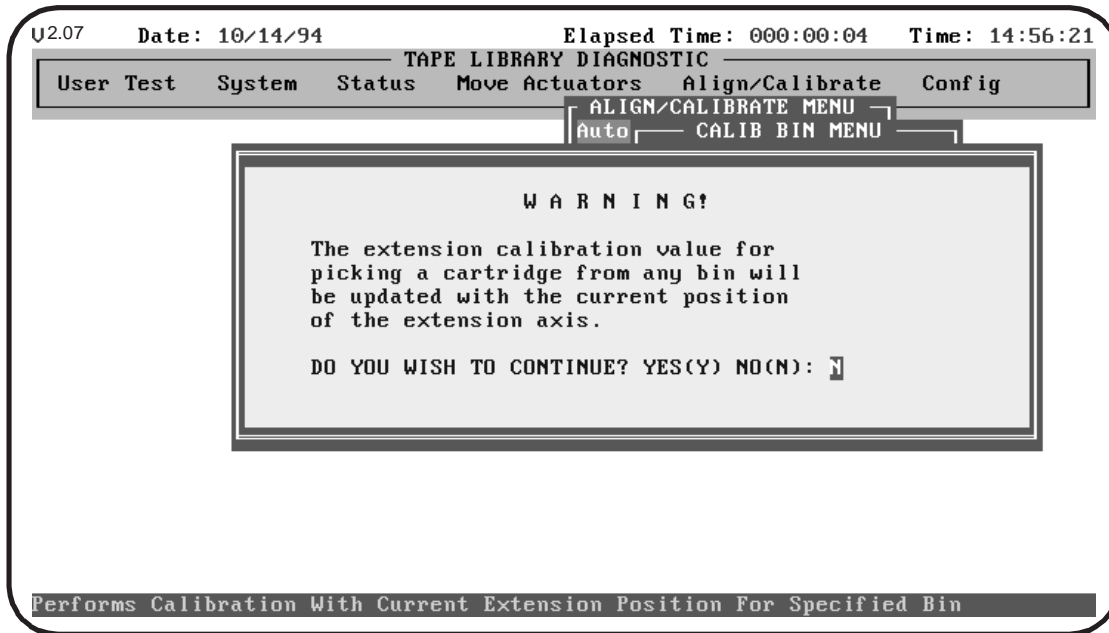 V2.07 Date: 10/14/94 Elapsed Time: 000:00:04 Time: 14:56:21
TAPE LIBRARY DIAGNOSTIC
User Test System Status Move Actuators Align/Calibrate Config
ALIGN/CALIBRATE MENU
Auto CALIB BIN MENU
W A R N I N G!
The extension calibration value for
picking a cartridge from any bin will
be updated with the current position
of the extension axis.
DO YOU WISH TO CONTINUE? YES(Y) NO(N): N
Performs Calibration With Current Extension Position For Specified Bin